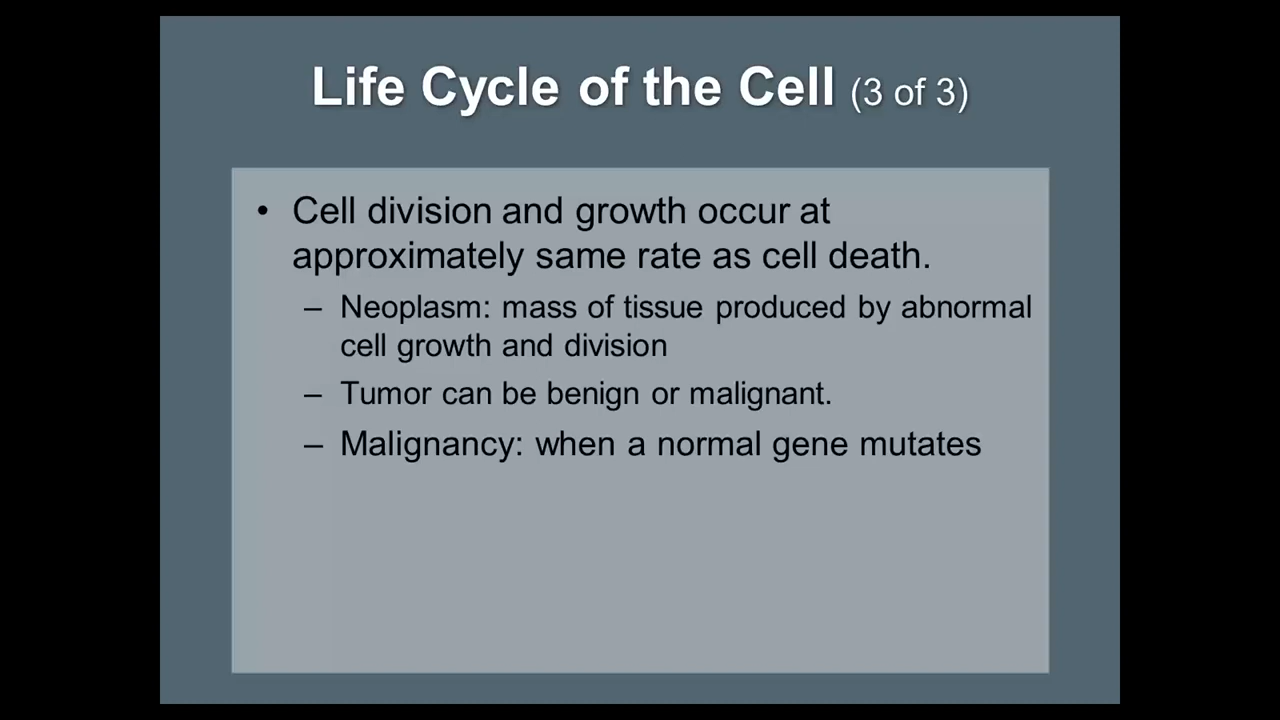 Life Cycle of the Cell (3 of 3)
• Cell division and growth occur at
approximately same rate as cell death.
– Neoplasm: mass of tissue produced by abnormal
cell growth and division
– Tumor can be benign or malignant.
– Malignancy: when a normal gene mutates